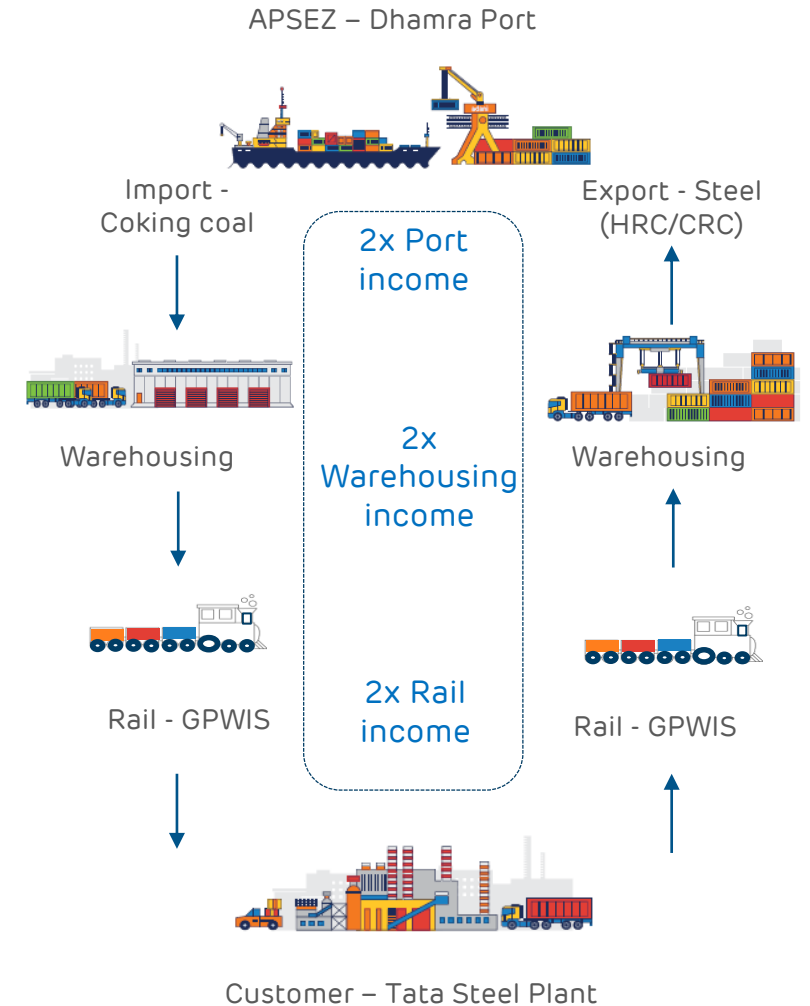 APSEZ – Dhamra Port
adani
Import -
Coking coal
Export - Steel
(HRC/CRC)
2x Port
income
Warehousing
2x
Warehousing
income
Warehousing
Rail - GPWIS
2x Rail
income
Rail - GPWIS
Customer – Tata Steel Plant